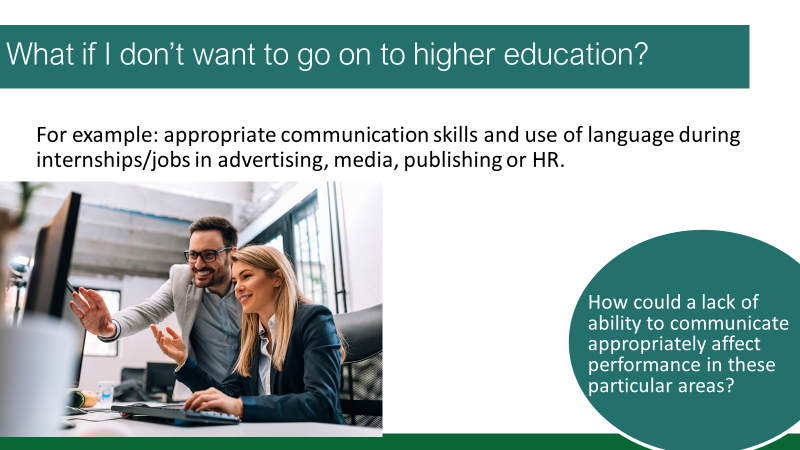 What if I don’t want to go on to higher education?
For example: appropriate communication skills and use of language during
internships/jobs in advertising, media, publishing or HR.
How could a lack of
ability to communicate
appropriately affect
performance in these
particular areas?